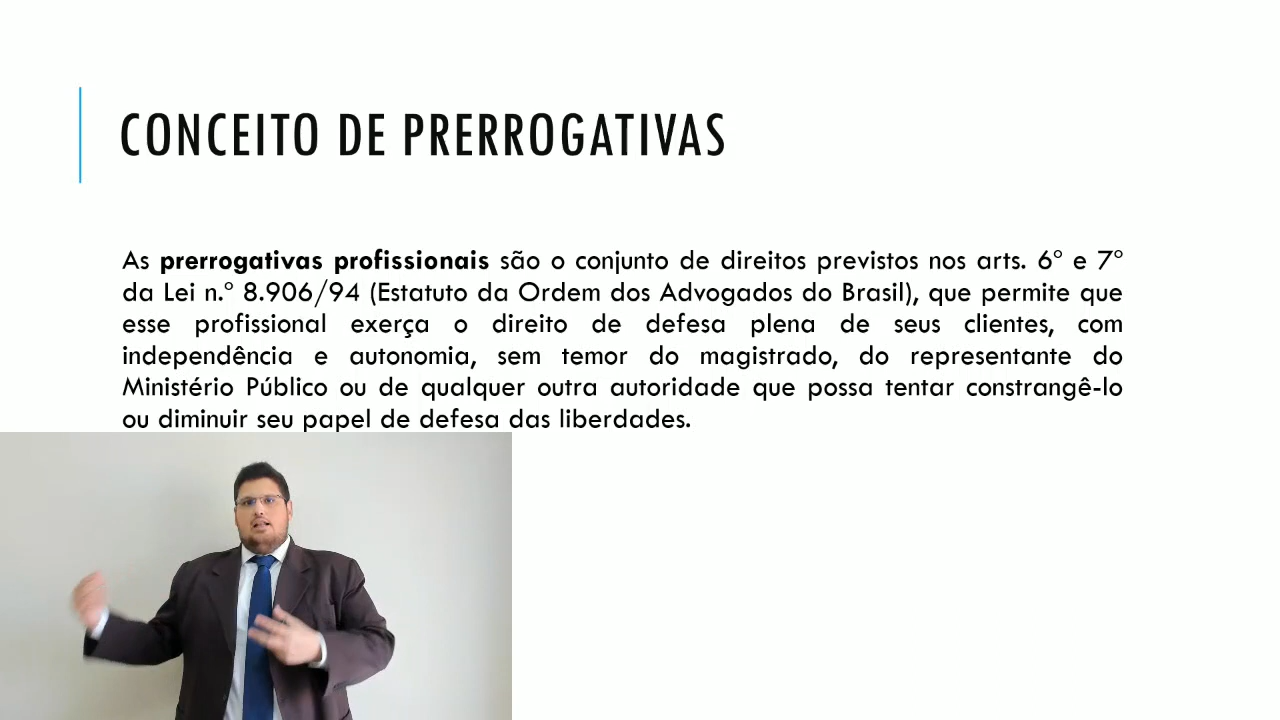 CONCEITO DE PRERROGATIVAS
As prerrogativas profissionais são o conjunto de direitos previstos nos arts. 6º e 7º
da Lei n.º 8.906/94 (Estatuto da Ordem dos Advogados do Brasil), que permite que
esse profissional exerça o direito de defesa plena de seus clientes, com
independência e autonomia, sem temor do magistrado, do representante do
Ministério Público ou de qualquer outra autoridade que possa tentar constrangê-lo
ou diminuir seu papel de defesa das liberdades.